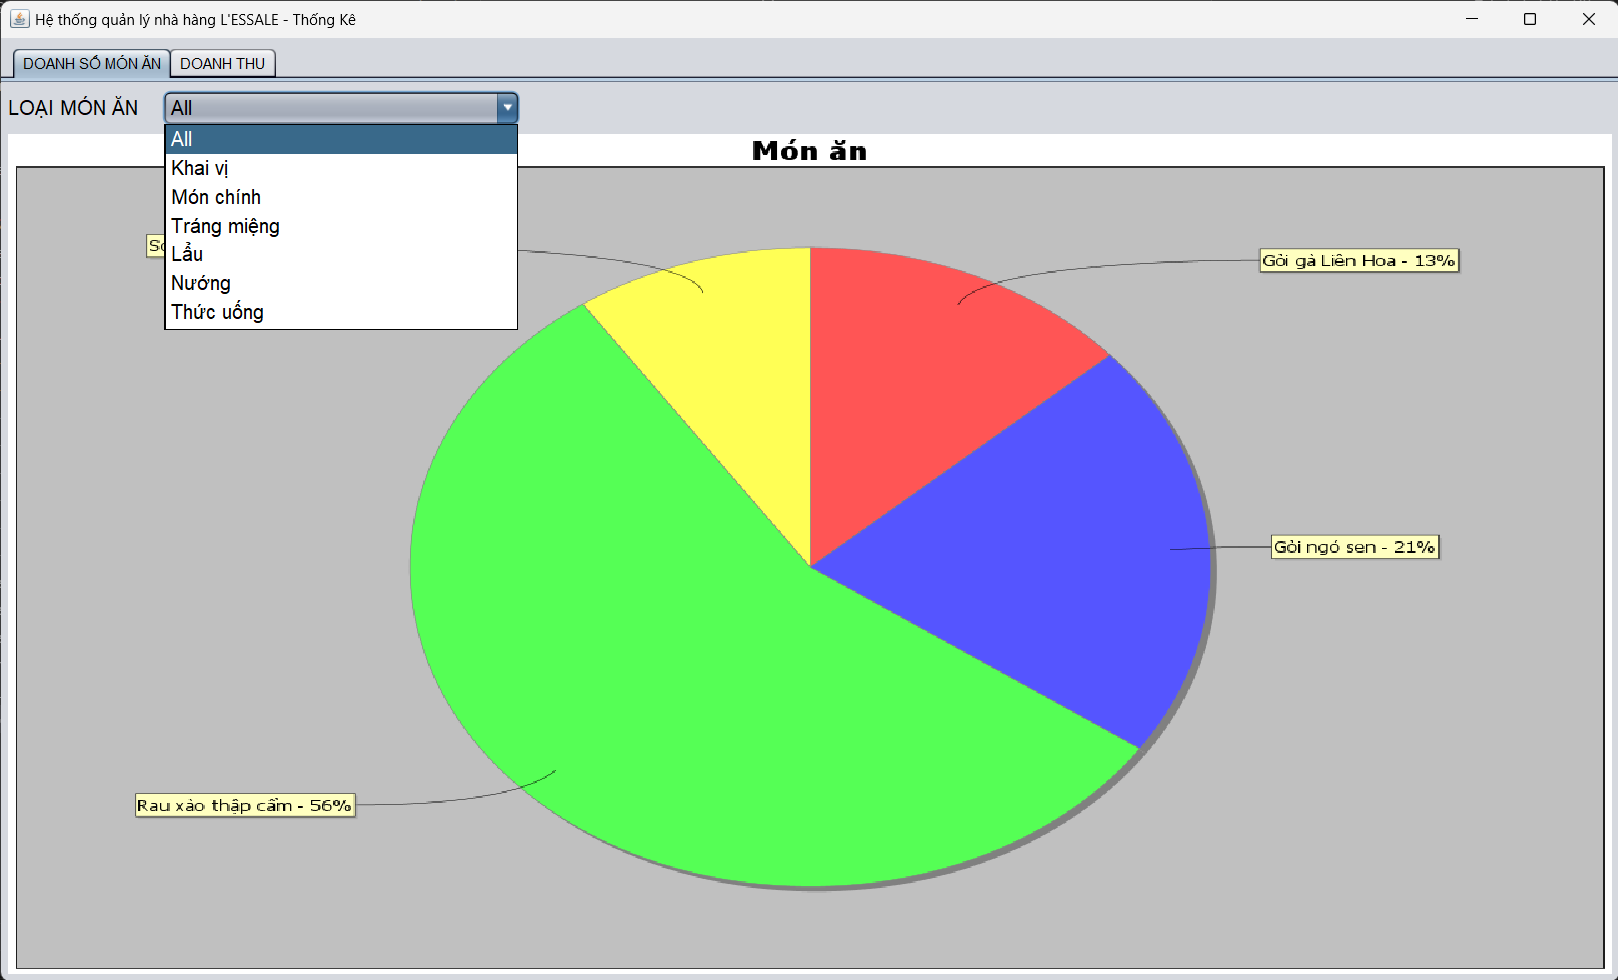 Hệ thống quản lý nhà hàng L'ESSALE - Thống Kê
DOANH SỐ MÓN ĂN
DOANH THU
LOẠI MÓN ĂN
All
All
Khai vị
Món chính
Tráng miệng
Lẩu
Nướng
Thức uống
Món ăn
Gỏi gà Liên Hoa - 13%
Gỏi ngó sen - 21%
Rau xào thập cẩm - 56%